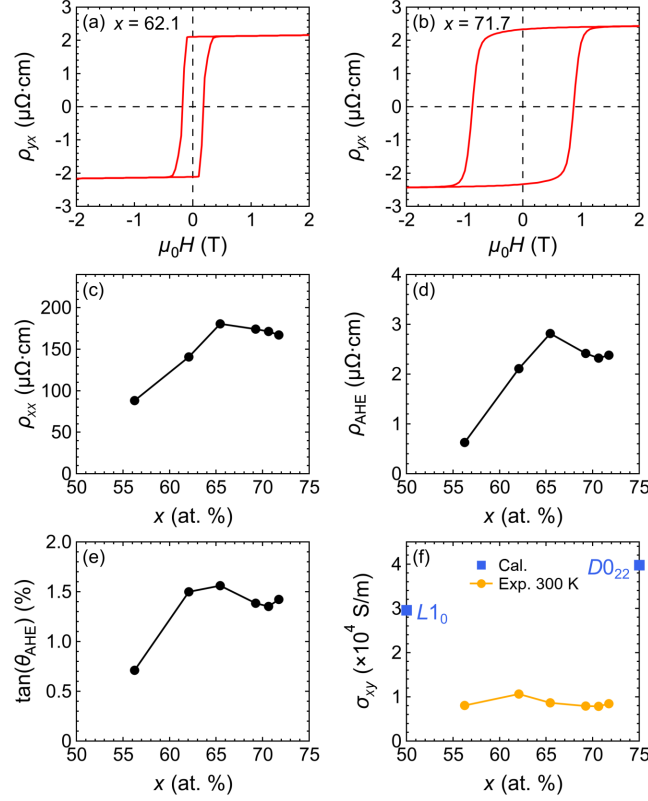 (a) x = 62.1
3
2
1
0
-1
-2
-3
-2 -1 0 1 2
ρyx (μΩ·cm)
μ0H (T)
(b) x = 71.7
3
2
1
0
-1
-2
-3
-2 -1 0 1 2
ρyx (μΩ·cm)
μ0H (T)
(c)
200
150
100
50
0
50 55 60 65 70 75
ρxx (μΩ·cm)
x (at. %)
(d)
4
3
2
1
0
50 55 60 65 70 75
ρAHE (μΩ·cm)
x (at. %)
(e)
2.0
1.5
1.0
0.5
0.0
50 55 60 65 70 75
tan(θAHE) (%)
x (at. %)
(f)
Cal.
Exp. 300 K
D022
L10
4
3
2
1
0
50 55 60 65 70 75
σxy (×10⁴ S/m)
x (at. %)